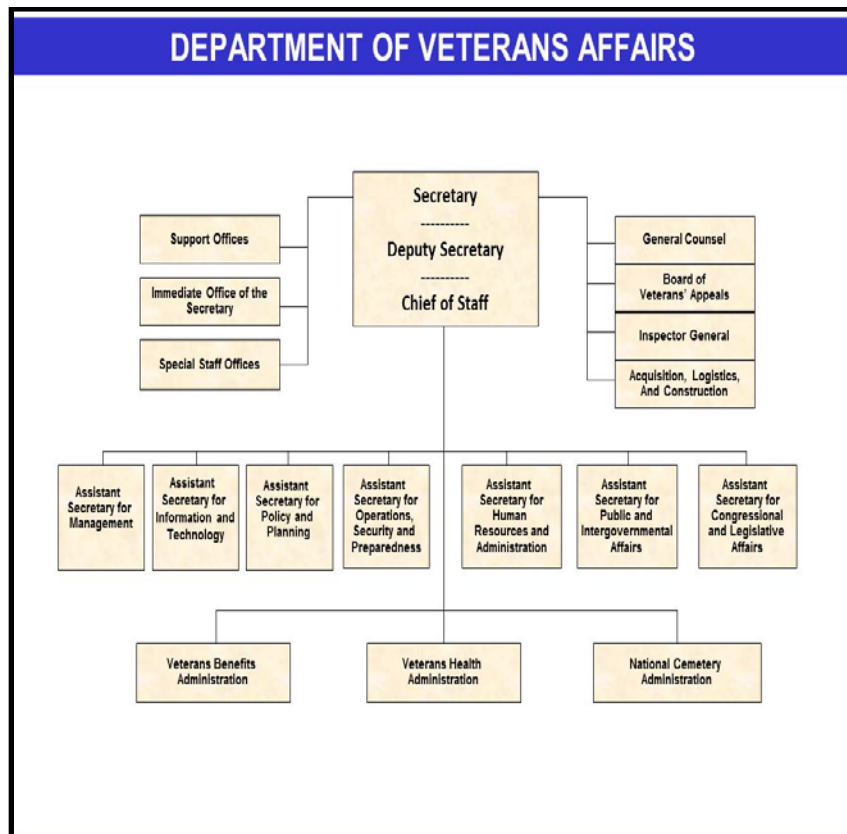 DEPARTMENT OF VETERANS AFFAIRS
Secretary
----------
Deputy Secretary
----------
Chief of Staff
Support Offices
Immediate Office of the
Secretary
Special Staff Offices
General Counsel
Board of
Veterans' Appeals
Inspector General
Acquisition, Logistics,
And Construction
Assistant
Secretary for
Management
Assistant
Secretary for
Information and
Technology
Assistant
Secretary for
Policy and
Planning
Assistant
Secretary for
Operations,
Security and
Preparedness
Assistant
Secretary for
Human
Resources and
Administration
Assistant
Secretary for
Public and
Intergovernmental
Affairs
Assistant
Secretary for
Congressional
and Legislative
Affairs
Veterans Benefits
Administration
Veterans Health
Administration
National Cemetery
Administration